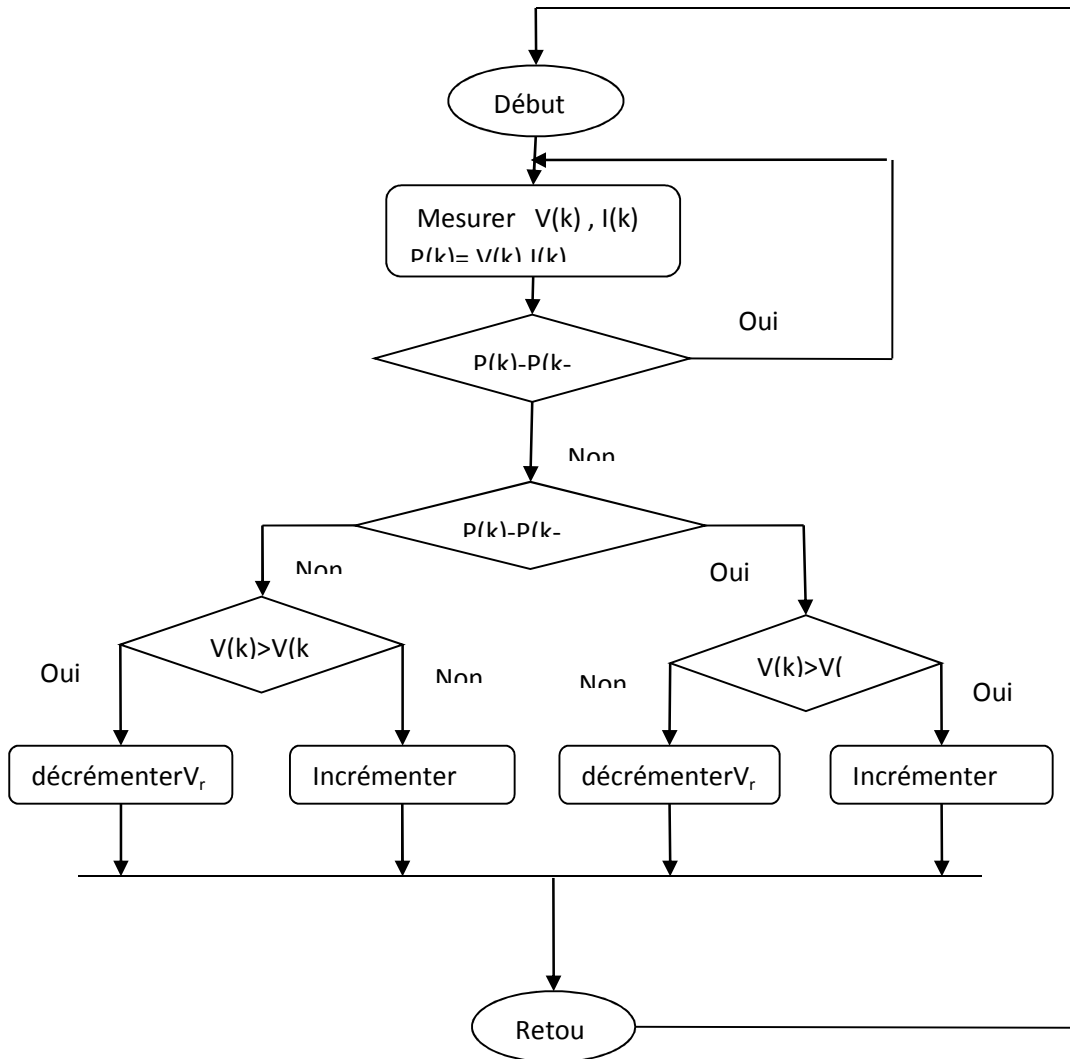 Début
Mesurer V(k) , I(k)
P(k)= V(k).I(k)
Oui
P(k)-P(k-
Non
P(k)-P(k-
Non
Oui
V(k)>V(k
V(k)>V(
Oui
Non
Non
Oui
décrémenterVr
Incrémenter
décrémenterVr
Incrémenter
Retou